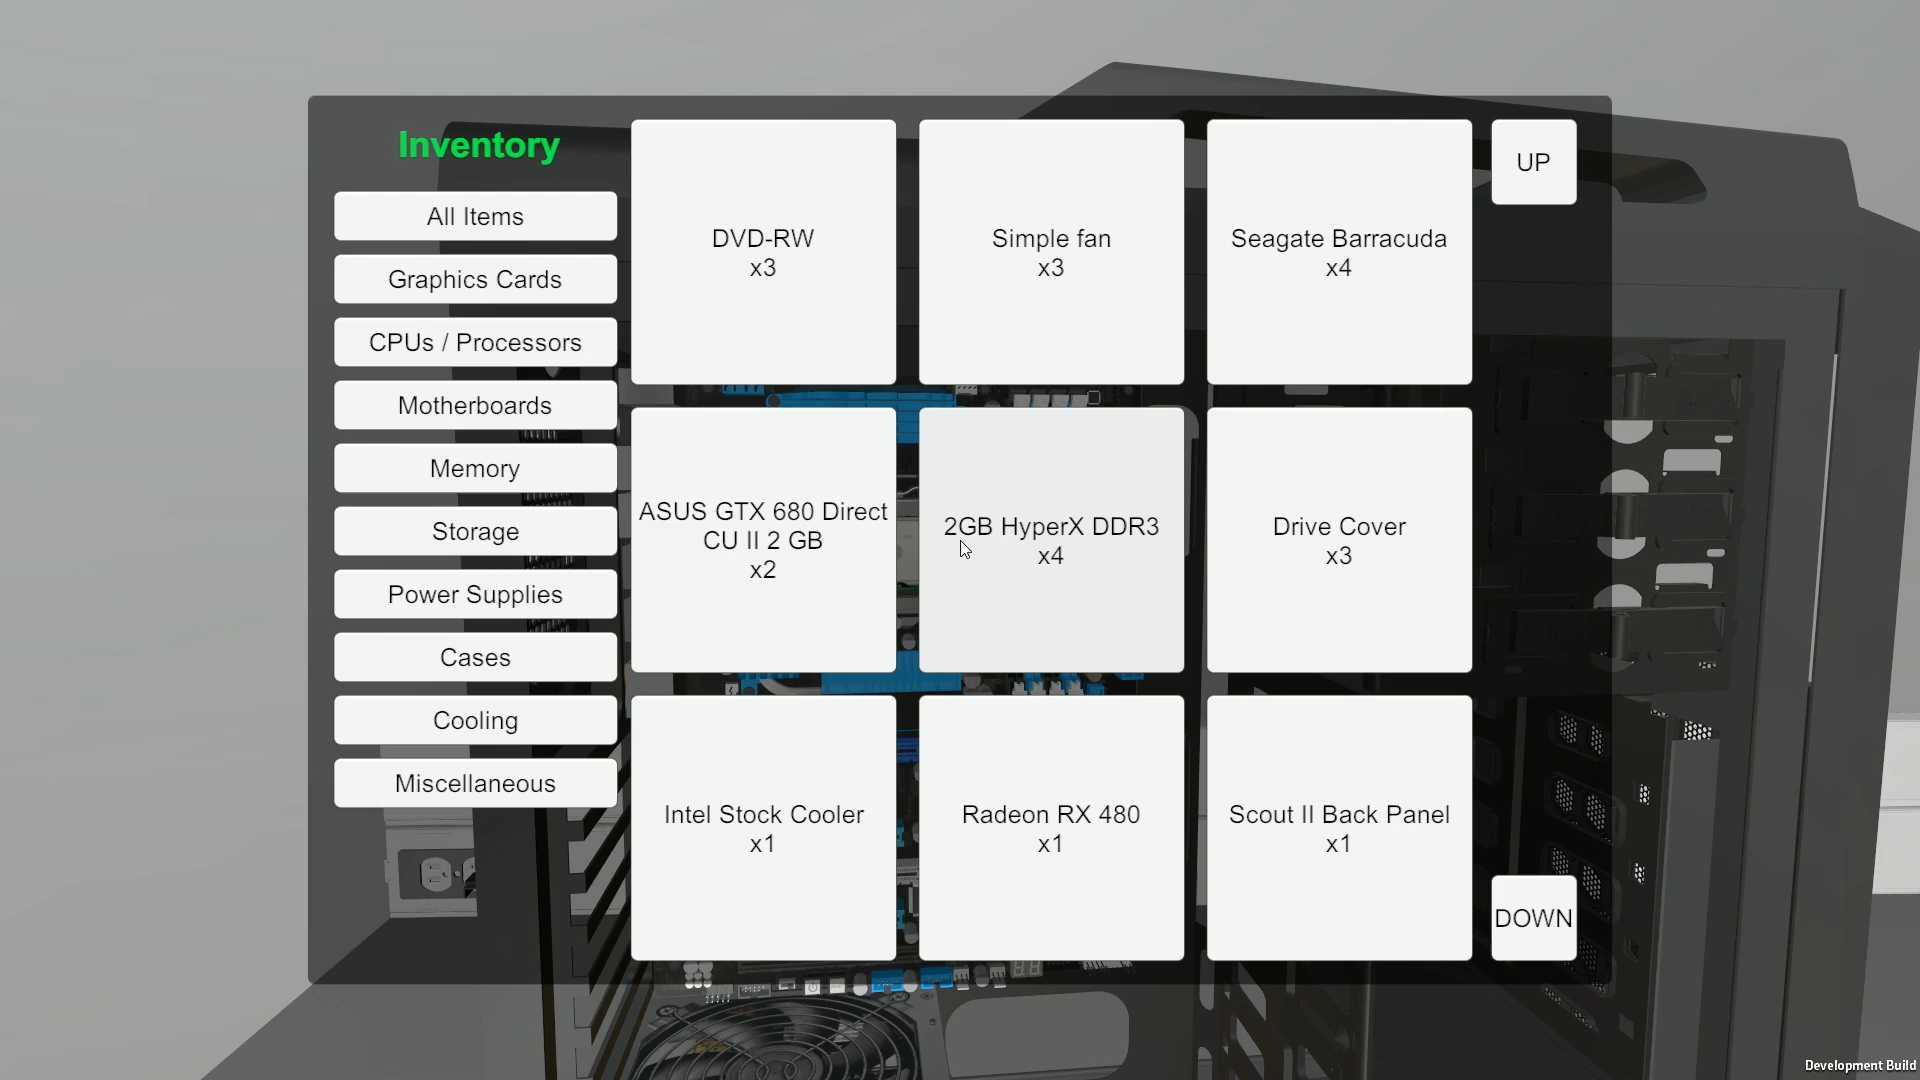 Inventory
All Items
Graphics Cards
CPUs / Processors
Motherboards
Memory
Storage
Power Supplies
Cases
Cooling
Miscellaneous
DVD-RW
x3
Simple fan
x3
Seagate Barracuda
x4
ASUS GTX 680 Direct
CU II 2 GB
x2
2GB HyperX DDR3
x4
Drive Cover
x3
Intel Stock Cooler
x1
Radeon RX 480
x1
Scout II Back Panel
x1
UP
DOWN
Development Build